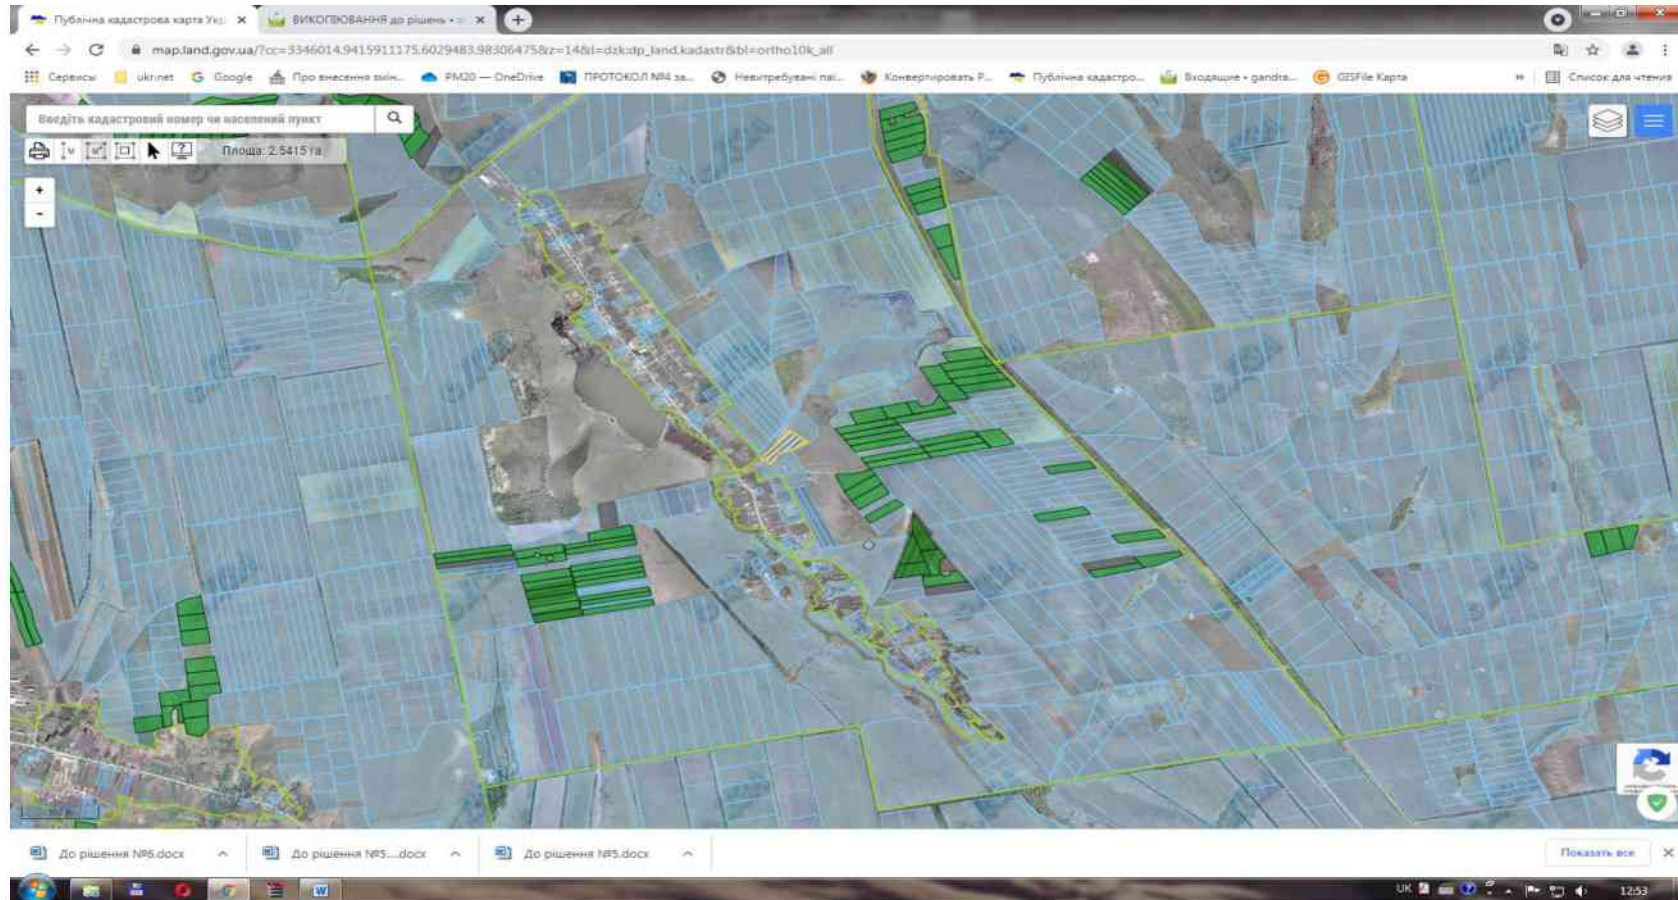 Публічна кадастрова карта Укр
ВИКОПІЮВАННЯ до рішень •
map.land.gov.ua/?cc=3346014.9415911175.6029483.98306475&z=14&l=dzk:dp_land.kadastr&bl=ortho10k_all
Сервисы
ukr.net
Google
Про внесення змін...
PM20 — OneDrive
ПРОТОКОЛ №4 за...
Невитребувані паї...
Конвертировать P...
Публічна кадастро...
Входящие • gandra...
GISFile Карта
»
Список для чтения
Введіть кадастровий номер чи населений пункт
Площа: 2.5415 га
+
-
До рішення №6.docx
До рішення №5....docx
До рішення №5.docx
Показать все
UK
12:53